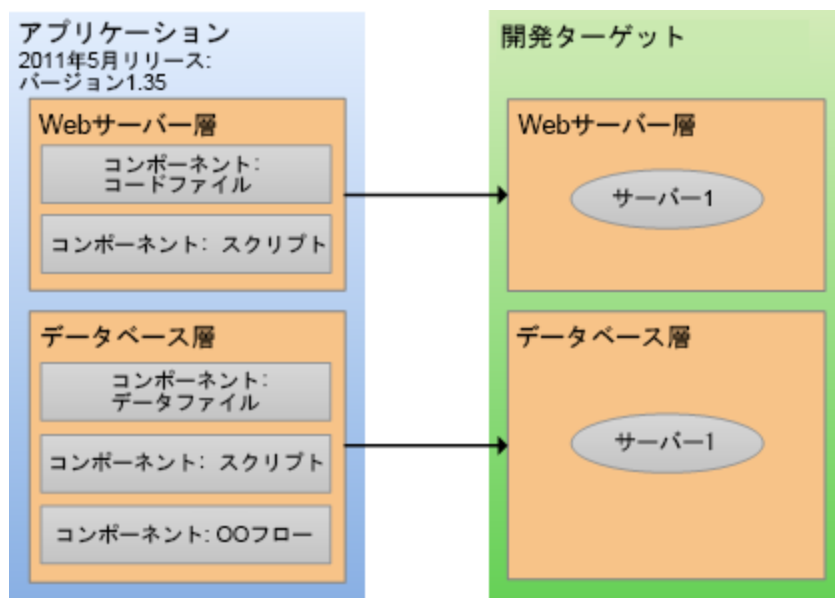 アプリケーション
2011年5月リリース:
バージョン1.35
Webサーバー層
コンポーネント:
コードファイル
コンポーネント: スクリプト
データベース層
コンポーネント:
データファイル
コンポーネント: スクリプト
コンポーネント: OOフロー
開発ターゲット
Webサーバー層
サーバー1
データベース層
サーバー1